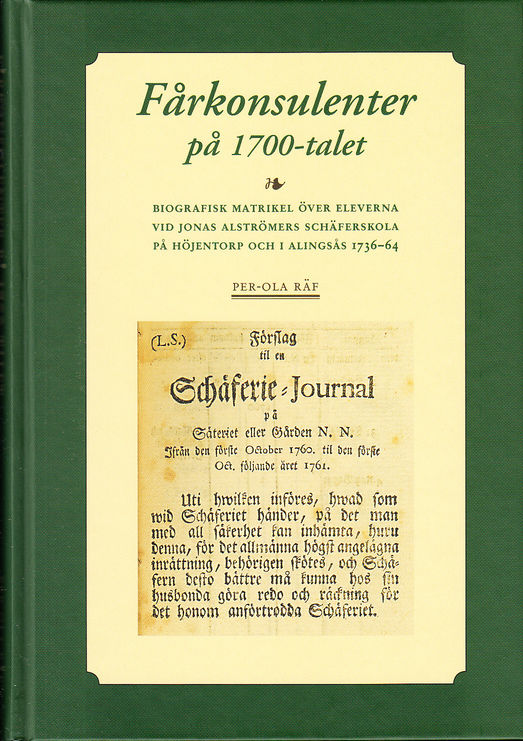 Fårkonsulenter
på 1700-talet
BIOGRAFISK MATRIKEL ÖVER ELEVERNA
VID JONAS ALSTRÖMERS SCHÄFERSKOLA
PÅ HÖJENTORP OCH I ALINGSÅS 1736–64
PER-OLA RÄF
(L.S.) Förslag
til en
Schäferie=Journal
på
Säteriet eller Gården N. N.
Ifrån den förste October 1760. til den förste
Oct. följande året 1761.
Uti hwilken införes, hwad som
wid Schäferiet händer, på det man
med all säkerhet kan inhämta, huru
denna, för det allmänna högst angelägna
inrättning, behörigen skötes, och Schä-
fern desto bättre må kunna hos sin
husbonda göra redo och räckning för
det honom anförtrodda Schäferiet.